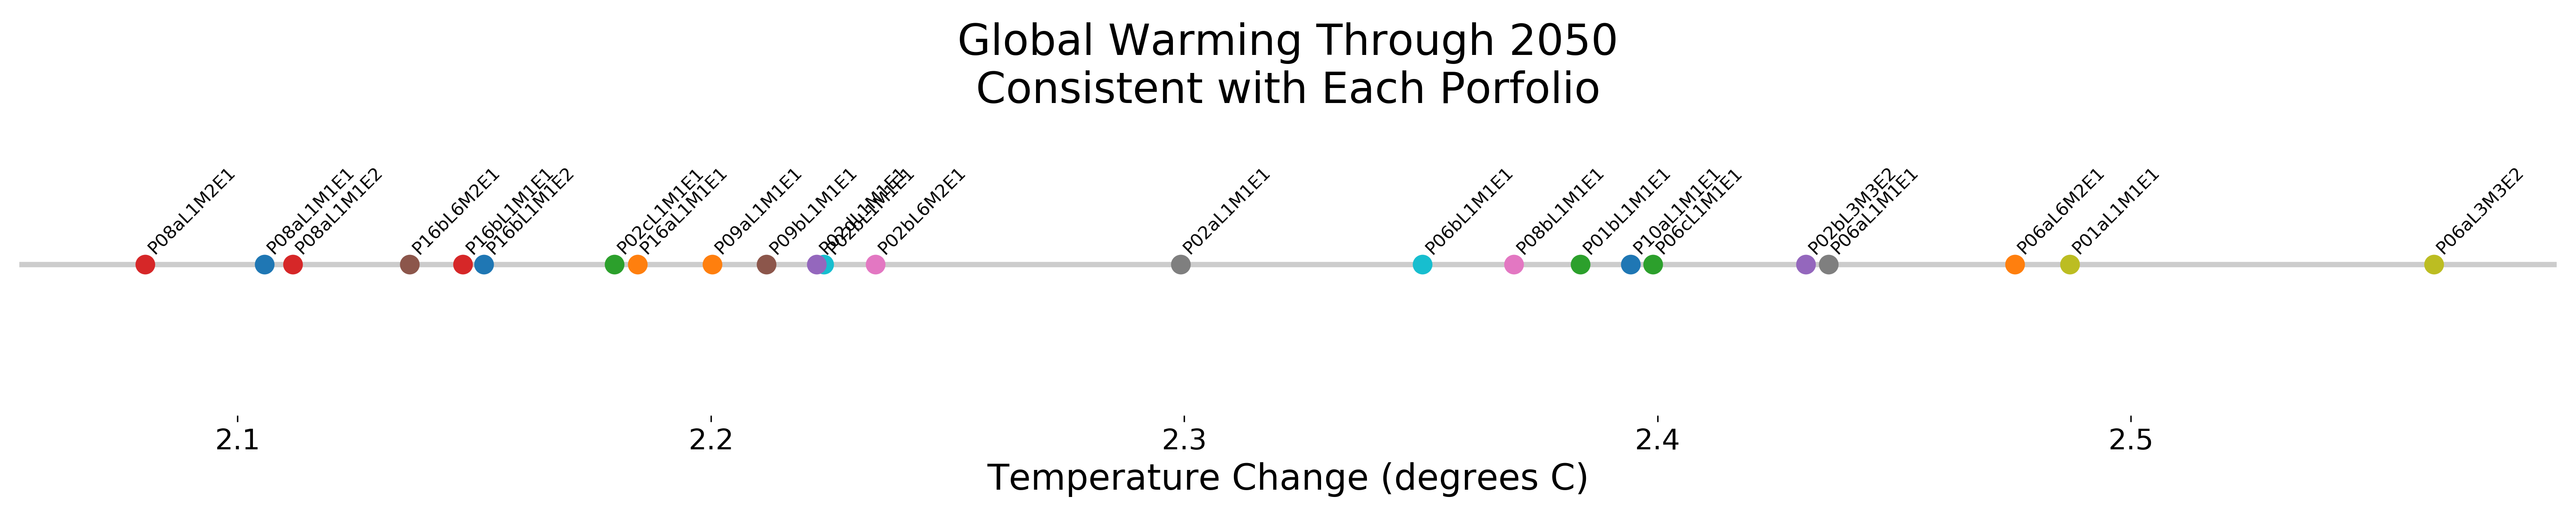 Global Warming Through 2050
Consistent with Each Porfolio
P08aL1M2E1
P08aL1M1E1
P08aL1M1E2
P16bL6M2E1
P16bL1M1E1
P16bL1M1E2
P02cL1M1E1
P16aL1M1E1
P09aL1M1E1
P09bL1M1E1
P02dL1M1E1
P02bL1M1E1
P02bL6M2E1
P02aL1M1E1
P06bL1M1E1
P08bL1M1E1
P01bL1M1E1
P10aL1M1E1
P06cL1M1E1
P02bL3M3E2
P06aL1M1E1
P06aL6M2E1
P01aL1M1E1
P06aL3M3E2
2.1 2.2 2.3 2.4 2.5
Temperature Change (degrees C)